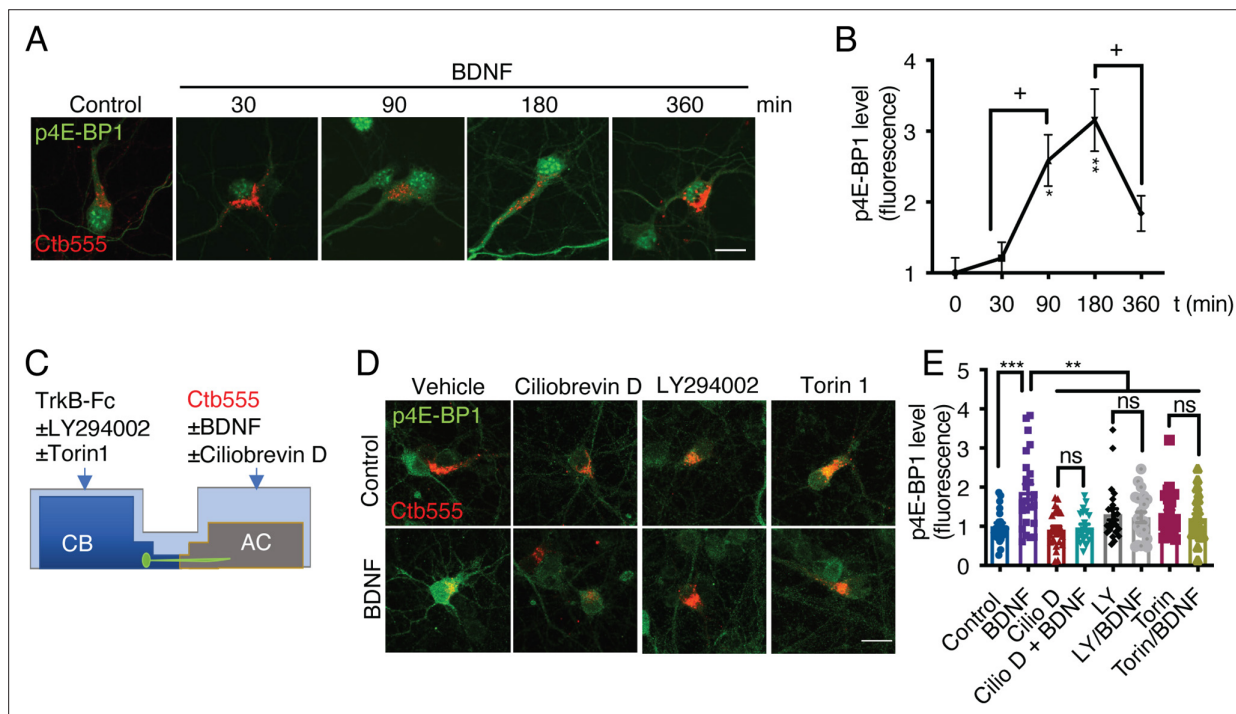 A
BDNF
Control 30 90 180 360 min
p4E-BP1
Ctb555
B
p4E-BP1 level
(fluorescence)
4
3
2
1
+
+
*
**
0 30 90 180 360 t (min)
C
TrkB-Fc
±LY294002
±Torin1
Ctb555
±BDNF
±Ciliobrevin D
CB
AC
D
Vehicle Ciliobrevin D LY294002 Torin 1
Control
BDNF
p4E-BP1
Ctb555
E
p4E-BP1 level
(fluorescence)
5
4
3
2
1
0
***
**
ns
ns
ns
Control
BDNF
Cilio D
Cilio D + BDNF
LY
LY/BDNF
Torin
Torin/BDNF